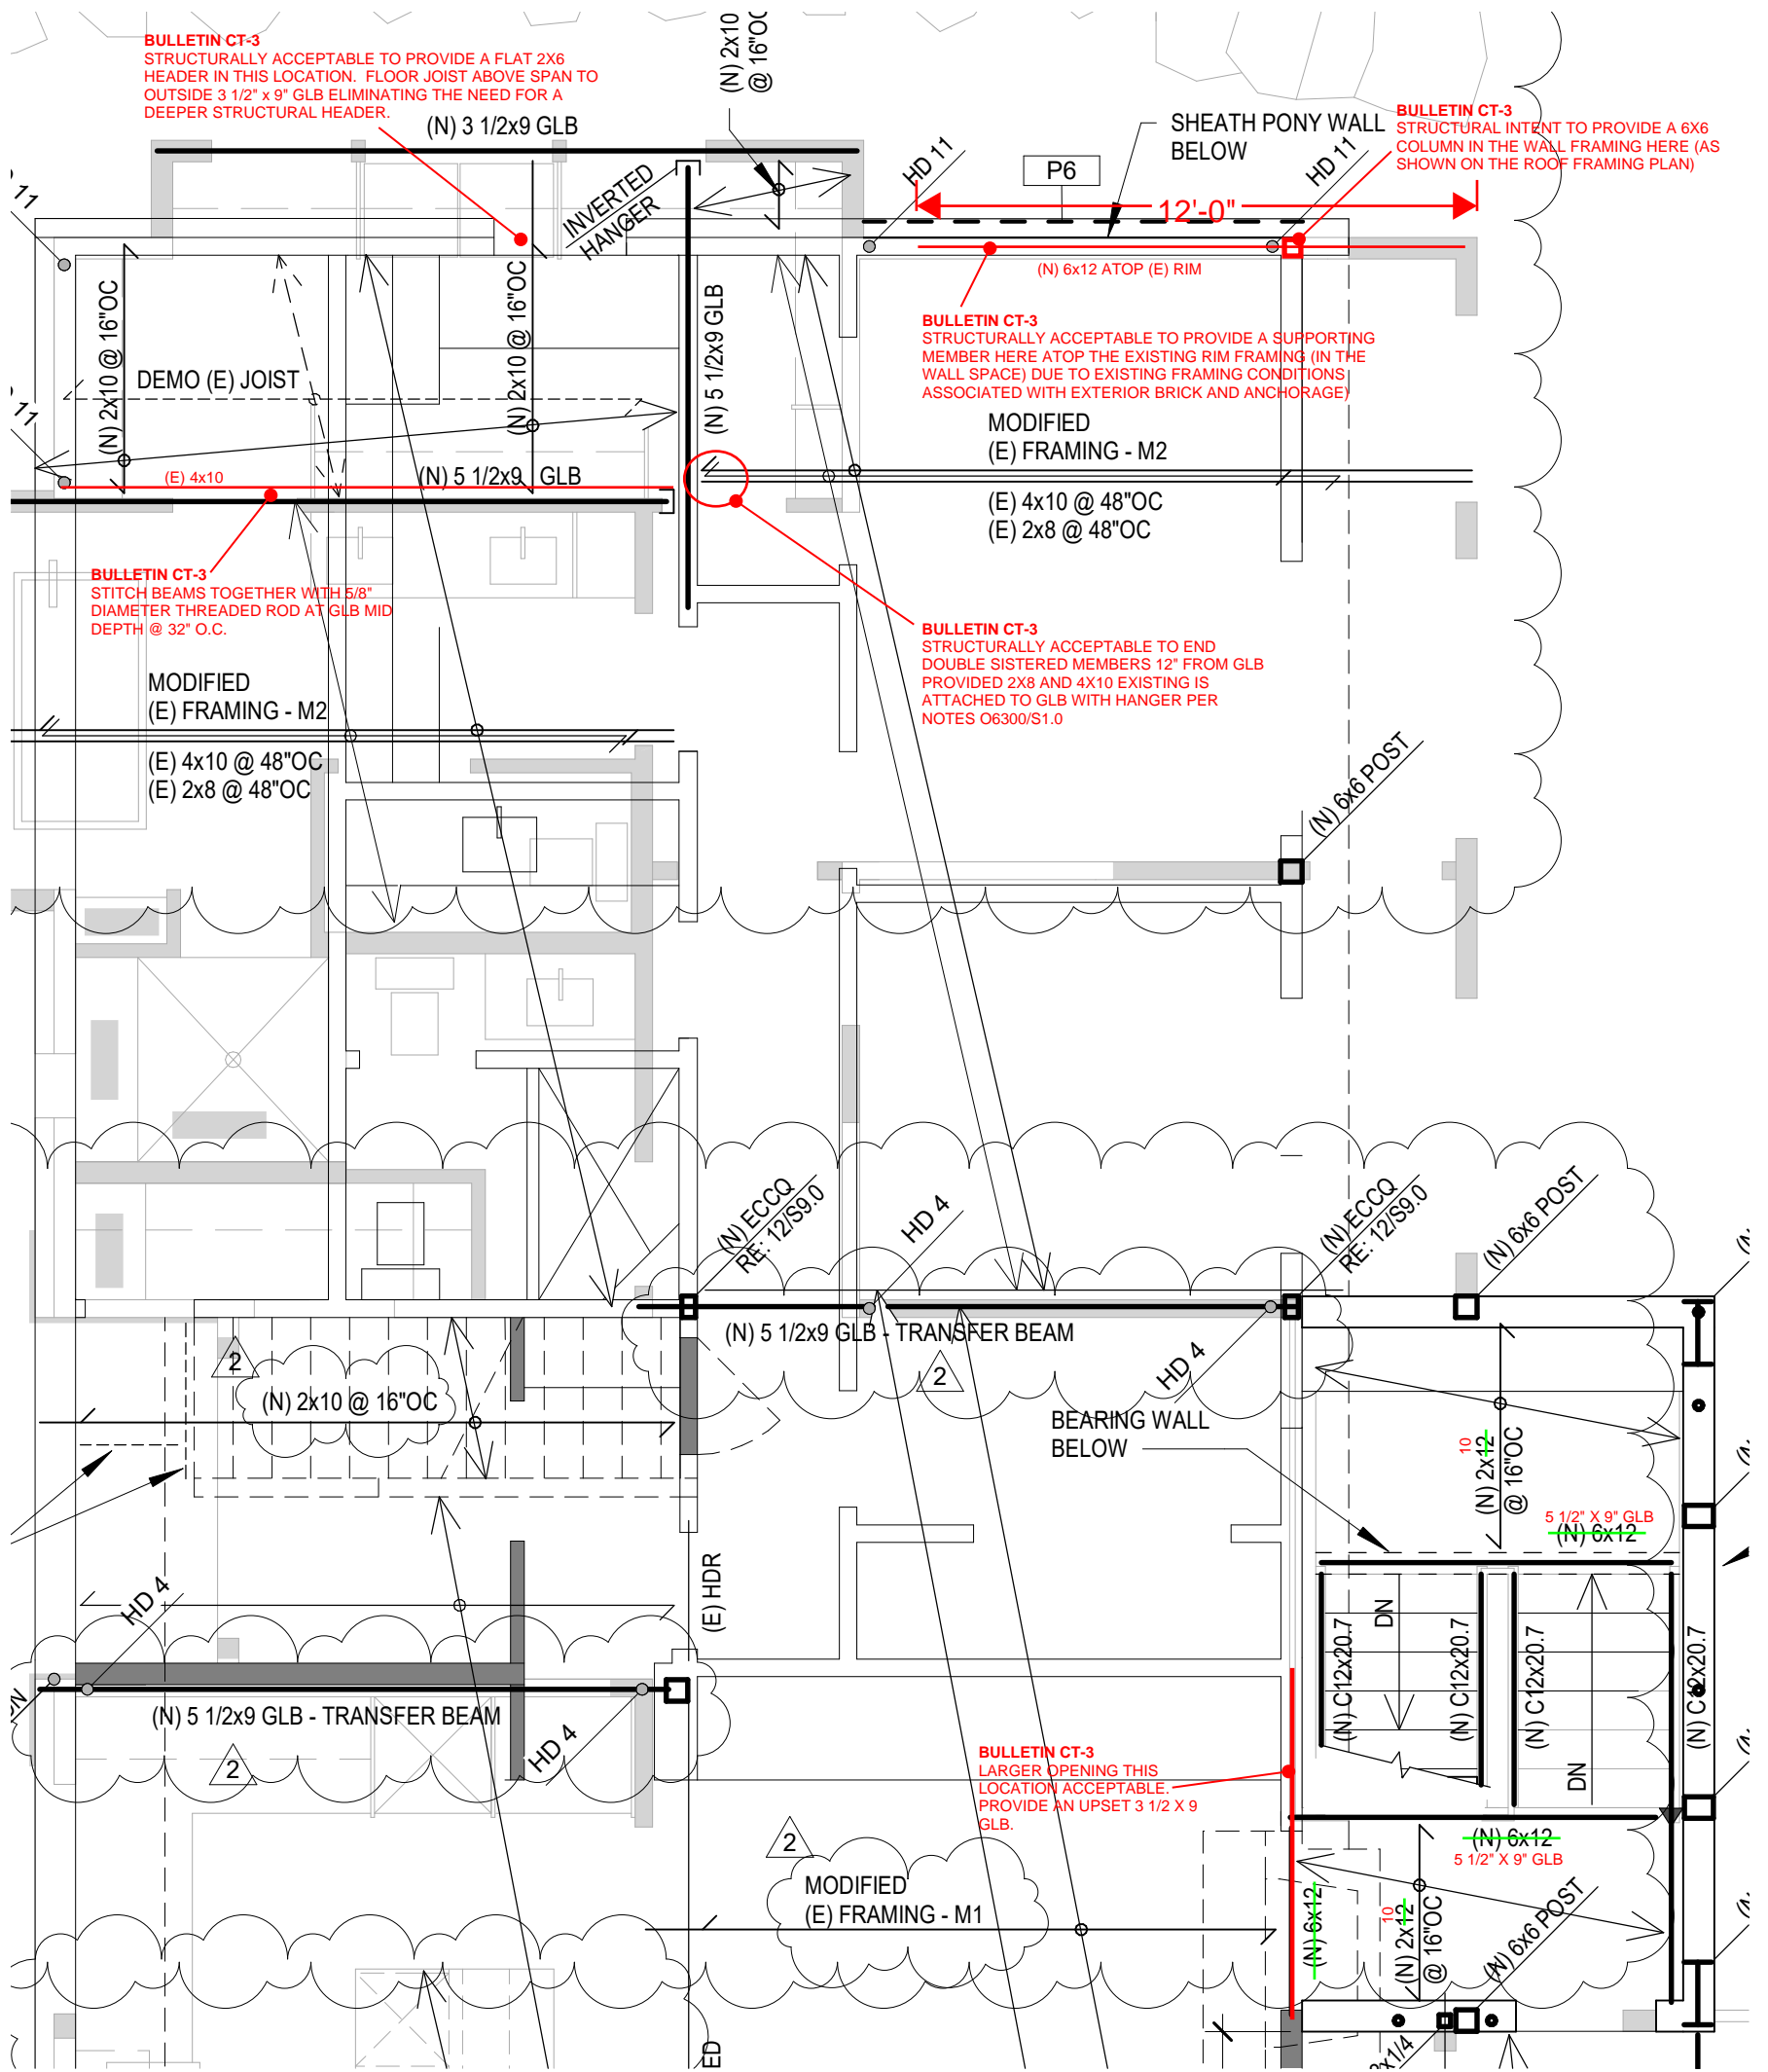 BULLETIN CT-3
STRUCTURALLY ACCEPTABLE TO PROVIDE A FLAT 2X6
HEADER IN THIS LOCATION.  FLOOR JOIST ABOVE SPAN TO
OUTSIDE 3 1/2" x 9" GLB ELIMINATING THE NEED FOR A
DEEPER STRUCTURAL HEADER.
(N) 3 1/2x9 GLB
(N) 2x10
@ 16"OC
SHEATH PONY WALL
BELOW
BULLETIN CT-3
STRUCTURAL INTENT TO PROVIDE A 6X6
COLUMN IN THE WALL FRAMING HERE (AS
SHOWN ON THE ROOF FRAMING PLAN)
HD 11
P6
HD 11
12'-0"
11
INVERTED
HANGER
(N) 6x12 ATOP (E) RIM
(N) 2x10 @ 16"OC
(N) 2x10 @ 16"OC
(N) 5 1/2x9 GLB
BULLETIN CT-3
STRUCTURALLY ACCEPTABLE TO PROVIDE A SUPPORTING
MEMBER HERE ATOP THE EXISTING RIM FRAMING (IN THE
WALL SPACE) DUE TO EXISTING FRAMING CONDITIONS
ASSOCIATED WITH EXTERIOR BRICK AND ANCHORAGE)
DEMO (E) JOIST
11
MODIFIED
(E) FRAMING - M2
(E) 4x10 @ 48"OC
(E) 2x8 @ 48"OC
(E) 4x10
(N) 5 1/2x9  GLB
BULLETIN CT-3
STITCH BEAMS TOGETHER WITH 5/8"
DIAMETER THREADED ROD AT GLB MID
DEPTH @ 32" O.C.
BULLETIN CT-3
STRUCTURALLY ACCEPTABLE TO END
DOUBLE SISTERED MEMBERS 12" FROM GLB
PROVIDED 2X8 AND 4X10 EXISTING IS
ATTACHED TO GLB WITH HANGER PER
NOTES O6300/S1.0
MODIFIED
(E) FRAMING - M2
(E) 4x10 @ 48"OC
(E) 2x8 @ 48"OC
(N) 6x6 POST
(N) ECCQ
RE: 12/S9.0
HD 4
(N) ECCQ
RE: 12/S9.0
(N) 6x6 POST
(N) 5 1/2x9 GLB - TRANSFER BEAM
2
2
HD 4
(N) 2x10 @ 16"OC
BEARING WALL
BELOW
10
(N) 2x12
@ 16"OC
5 1/2" X 9" GLB
(N) 6x12
(E) HDR
HD 4
DN
(N) C12x20.7
(N) C12x20.7
(N) C12x20.7
DN
(N) C12x20.7
(N) 5 1/2x9 GLB - TRANSFER BEAM
HD 4
2
BULLETIN CT-3
LARGER OPENING THIS
LOCATION ACCEPTABLE.
PROVIDE AN UPSET 3 1/2 X 9
GLB.
(N) 6x12
5 1/2" X 9" GLB
2
MODIFIED
(E) FRAMING - M1
(N) 6x12
10
(N) 2x12
@ 16"OC
(N) 6x6 POST
ED
x1/4